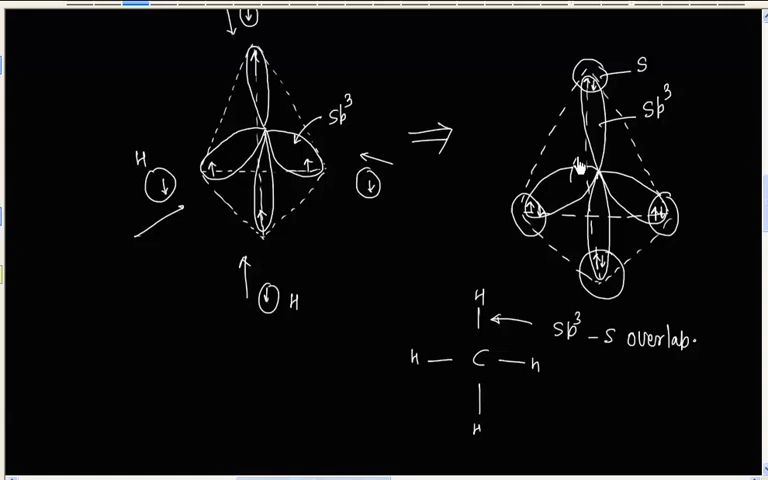 S
Sp³
Sp³
H
H
H
Sp³ – S overlap.
H — C — H
H